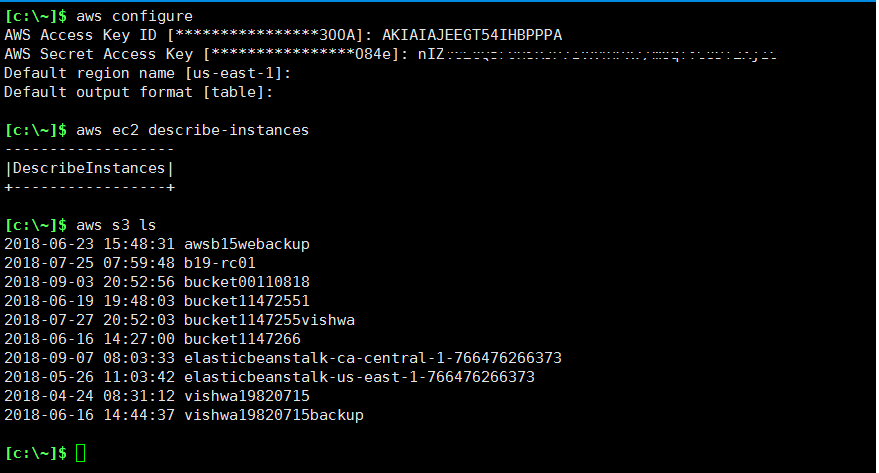 [c:\~]$ aws configure
AWS Access Key ID [****************300A]: AKIAIAJEEGT54IHBPPPA
AWS Secret Access Key [****************084e]: nIZ
Default region name [us-east-1]:
Default output format [table]:
[c:\~]$ aws ec2 describe-instances
-------------------
|DescribeInstances|
+-----------------+
[c:\~]$ aws s3 ls
2018-06-23 15:48:31 awsb15webackup
2018-07-25 07:59:48 b19-rc01
2018-09-03 20:52:56 bucket00110818
2018-06-19 19:48:03 bucket11472551
2018-07-27 20:52:03 bucket1147255vishwa
2018-06-16 14:27:00 bucket1147266
2018-09-07 08:03:33 elasticbeanstalk-ca-central-1-766476266373
2018-05-26 11:03:42 elasticbeanstalk-us-east-1-766476266373
2018-04-24 08:31:12 vishwa19820715
2018-06-16 14:44:37 vishwa19820715backup
[c:\~]$